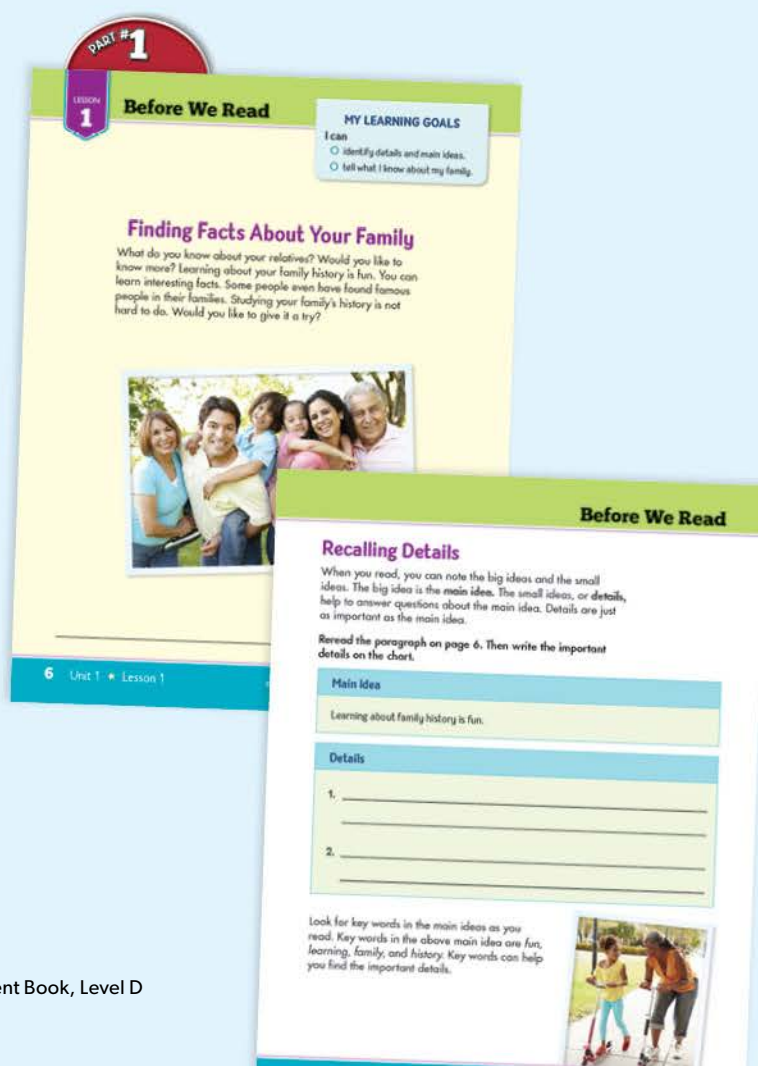 PART #1
LESSON
1
Before We Read
MY LEARNING GOALS
I can
identify details and main ideas.
tell what I know about my family.
Finding Facts About Your Family
What do you know about your relatives? Would you like to
know more? Learning about your family history is fun. You can
learn interesting facts. Some people even have found famous
people in their families. Studying your family's history is not
hard to do. Would you like to give it a try?
6 Unit 1 ★ Lesson 1
Before We Read
Recalling Details
When you read, you can note the big ideas and the small
ideas. The big idea is the main idea. The small ideas, or details,
help to answer questions about the main idea. Details are just
as important as the main idea.
Reread the paragraph on page 6. Then write the important
details on the chart.
Main Idea
Learning about family history is fun.
Details
1.
2.
Look for key words in the main ideas as you
read. Key words in the above main idea are fun,
learning, family, and history. Key words can help
you find the important details.
ent Book, Level D